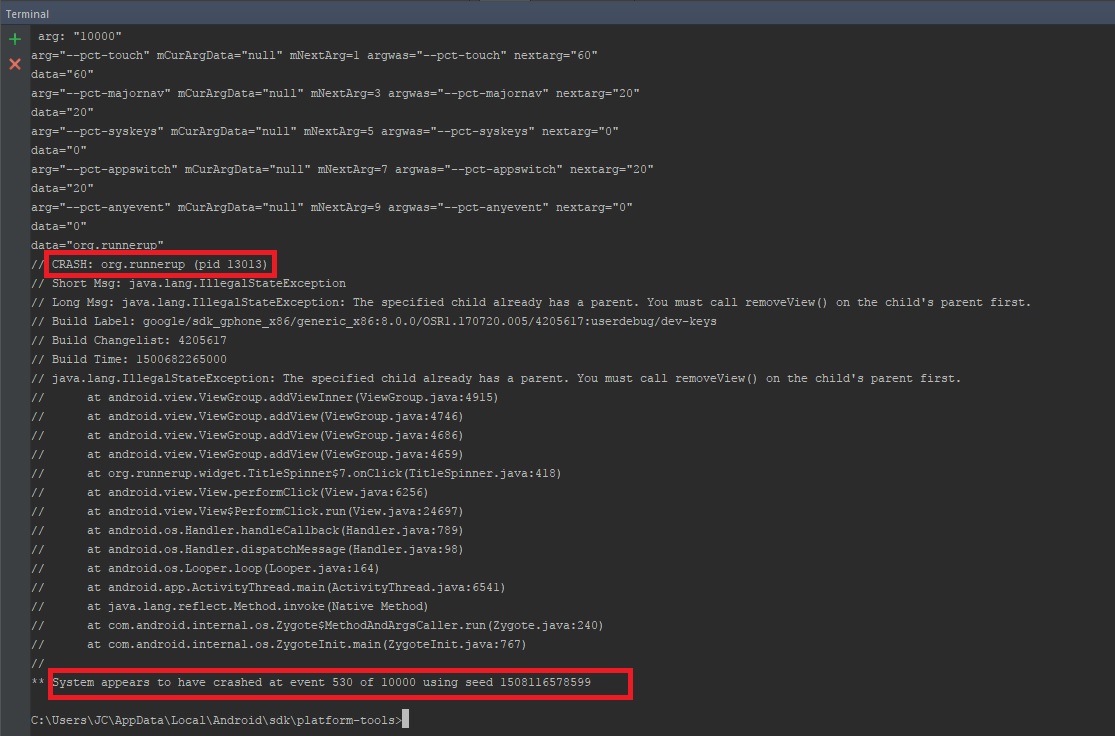 Terminal
arg: "10000"
arg="--pct-touch" mCurArgData="null" mNextArg=1 argwas="--pct-touch" nextarg="60"
data="60"
arg="--pct-majornav" mCurArgData="null" mNextArg=3 argwas="--pct-majornav" nextarg="20"
data="20"
arg="--pct-syskeys" mCurArgData="null" mNextArg=5 argwas="--pct-syskeys" nextarg="0"
data="0"
arg="--pct-appswitch" mCurArgData="null" mNextArg=7 argwas="--pct-appswitch" nextarg="20"
data="20"
arg="--pct-anyevent" mCurArgData="null" mNextArg=9 argwas="--pct-anyevent" nextarg="0"
data="0"
data="org.runnerup"
// CRASH: org.runnerup (pid 13013)
// Short Msg: java.lang.IllegalStateException
// Long Msg: java.lang.IllegalStateException: The specified child already has a parent. You must call removeView() on the child's parent first.
// Build Label: google/sdk_gphone_x86/generic_x86:8.0.0/OSR1.170720.005/4205617:userdebug/dev-keys
// Build Changelist: 4205617
// Build Time: 1500682265000
// java.lang.IllegalStateException: The specified child already has a parent. You must call removeView() on the child's parent first.
//      at android.view.ViewGroup.addViewInner(ViewGroup.java:4915)
//      at android.view.ViewGroup.addView(ViewGroup.java:4746)
//      at android.view.ViewGroup.addView(ViewGroup.java:4686)
//      at android.view.ViewGroup.addView(ViewGroup.java:4659)
//      at org.runnerup.widget.TitleSpinner$7.onClick(TitleSpinner.java:418)
//      at android.view.View.performClick(View.java:6256)
//      at android.view.View$PerformClick.run(View.java:24697)
//      at android.os.Handler.handleCallback(Handler.java:789)
//      at android.os.Handler.dispatchMessage(Handler.java:98)
//      at android.os.Looper.loop(Looper.java:164)
//      at android.app.ActivityThread.main(ActivityThread.java:6541)
//      at java.lang.reflect.Method.invoke(Native Method)
//      at com.android.internal.os.Zygote$MethodAndArgsCaller.run(Zygote.java:240)
//      at com.android.internal.os.ZygoteInit.main(ZygoteInit.java:767)
//
** System appears to have crashed at event 530 of 10000 using seed 1508116578599
C:\Users\JC\AppData\Local\Android\sdk\platform-tools>